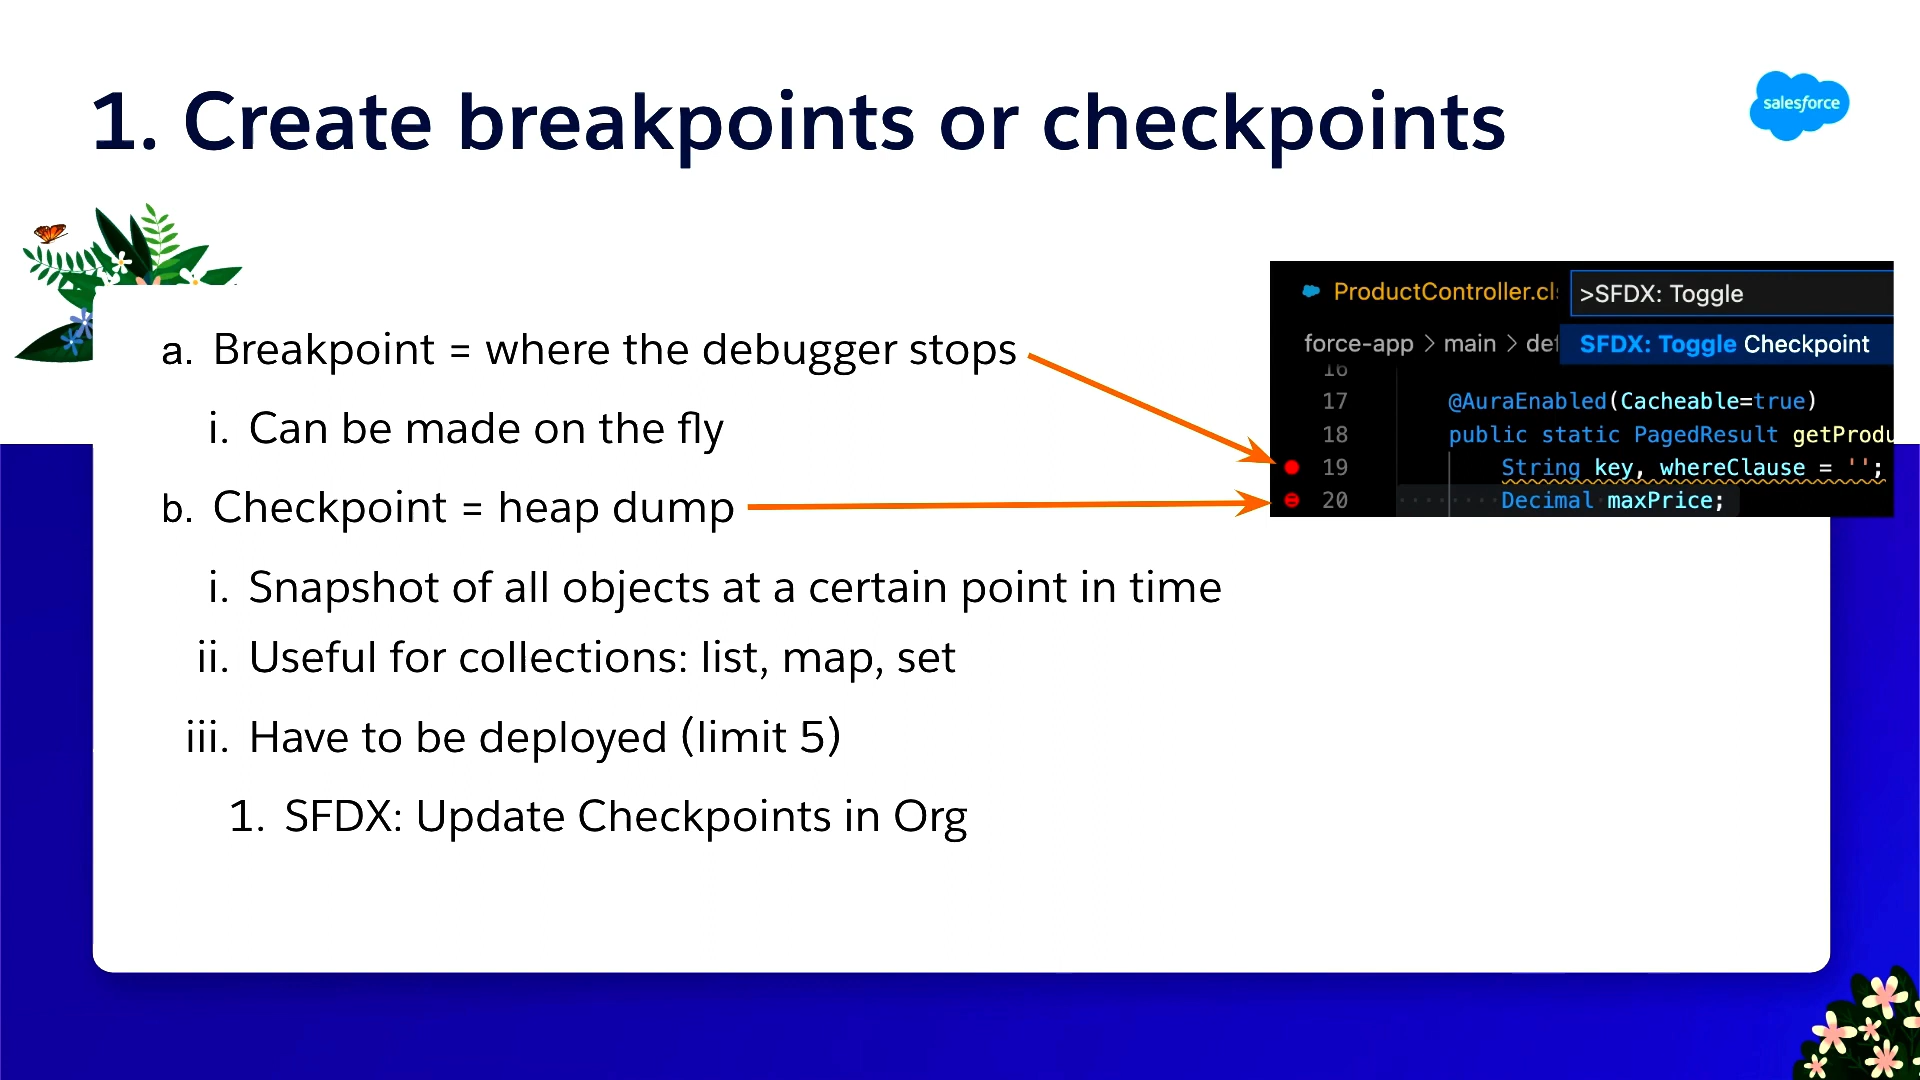 1. Create breakpoints or checkpoints
salesforce
a. Breakpoint = where the debugger stops
i. Can be made on the fly
b. Checkpoint = heap dump
i. Snapshot of all objects at a certain point in time
ii. Useful for collections: list, map, set
iii. Have to be deployed (limit 5)
1. SFDX: Update Checkpoints in Org
ProductController.cls
>SFDX: Toggle
force-app > main > def
SFDX: Toggle Checkpoint
16
17 @AuraEnabled(Cacheable=true)
18 public static PagedResult getProdu
19 String key, whereClause = '';
20 Decimal maxPrice;